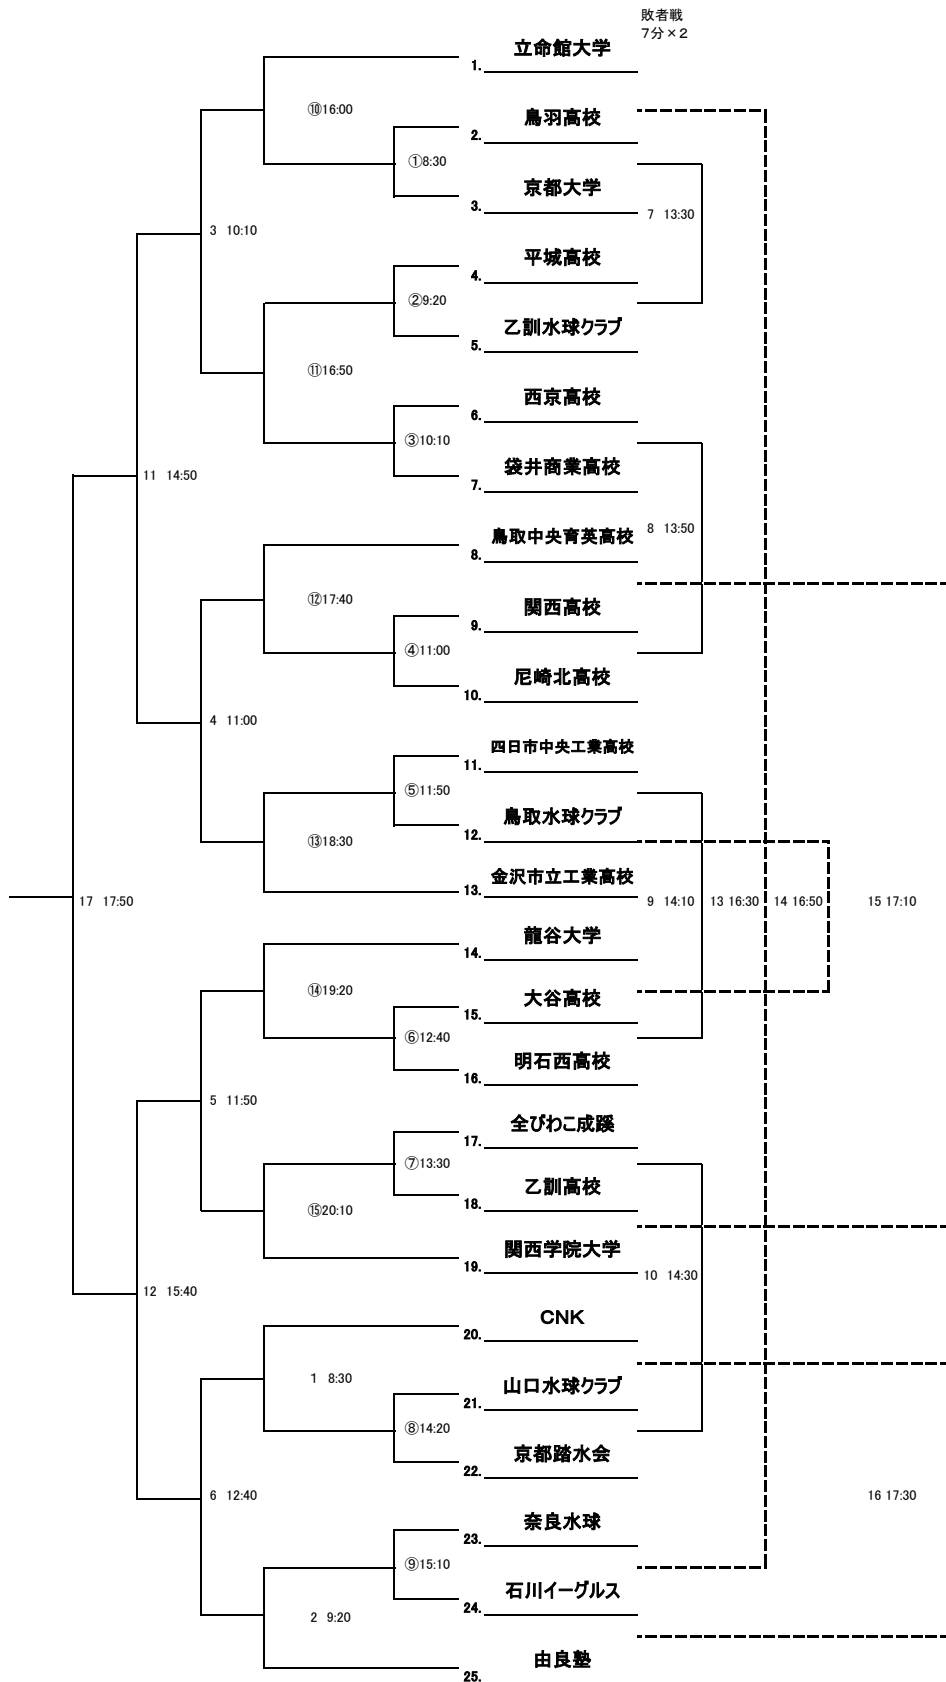 敗者戦
7分×2
立命館大学
1.
⑩16:00
鳥羽高校
2.
①8:30
京都大学
3.
7 13:30
3 10:10
平城高校
4.
②9:20
乙訓水球クラブ
5.
⑪16:50
西京高校
6.
③10:10
袋井商業高校
7.
11 14:50
8 13:50
鳥取中央育英高校
8.
⑫17:40
関西高校
9.
④11:00
尼崎北高校
10.
4 11:00
四日市中央工業高校
11.
⑤11:50
鳥取水球クラブ
12.
⑬18:30
金沢市立工業高校
13.
17 17:50
9 14:10
13 16:30
14 16:50
15 17:10
龍谷大学
14.
⑭19:20
大谷高校
15.
⑥12:40
明石西高校
16.
5 11:50
全びわこ成蹊
17.
⑦13:30
乙訓高校
18.
⑮20:10
関西学院大学
19.
10 14:30
12 15:40
CNK
20.
1 8:30
山口水球クラブ
21.
⑧14:20
京都踏水会
22.
6 12:40
16 17:30
奈良水球
23.
⑨15:10
石川イーグルス
24.
2 9:20
由良塾
25.